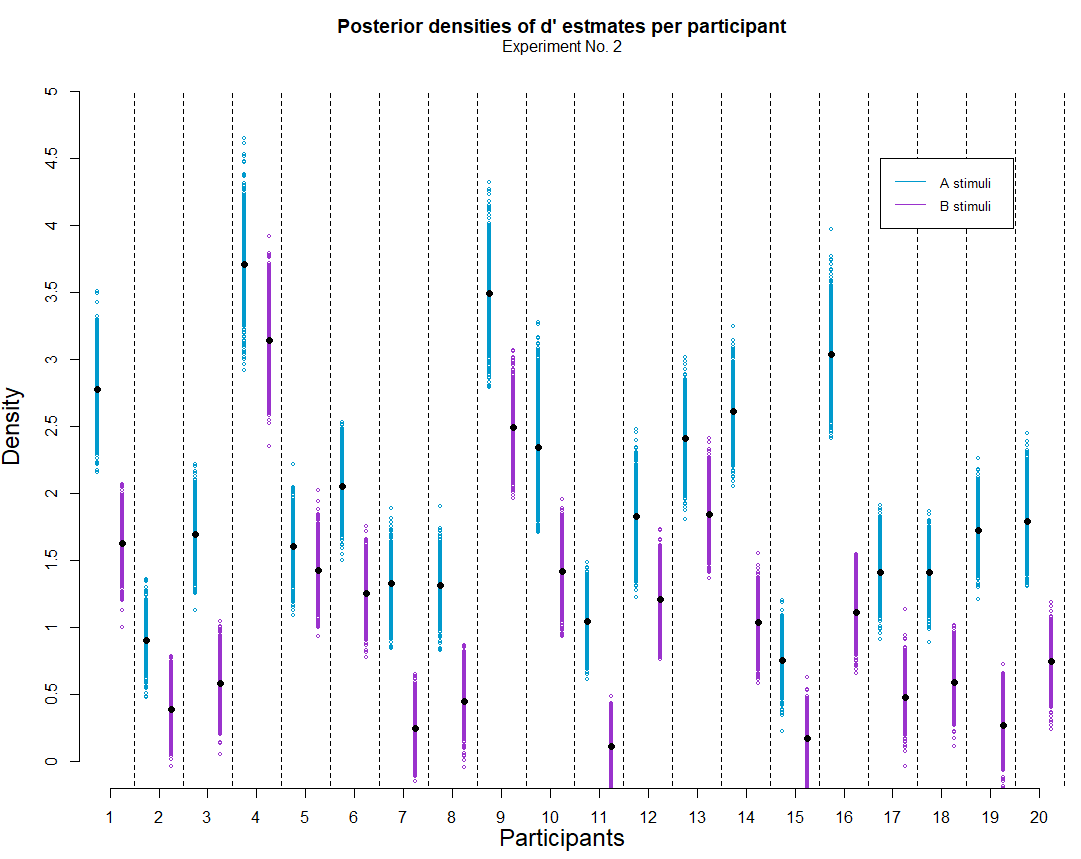 Posterior densities of d' estmates per participant
Experiment No. 2
Density
5
4.5
4
3.5
3
2.5
2
1.5
1
0.5
0
A stimuli
B stimuli
1 2 3 4 5 6 7 8 9 10 11 12 13 14 15 16 17 18 19 20
Participants